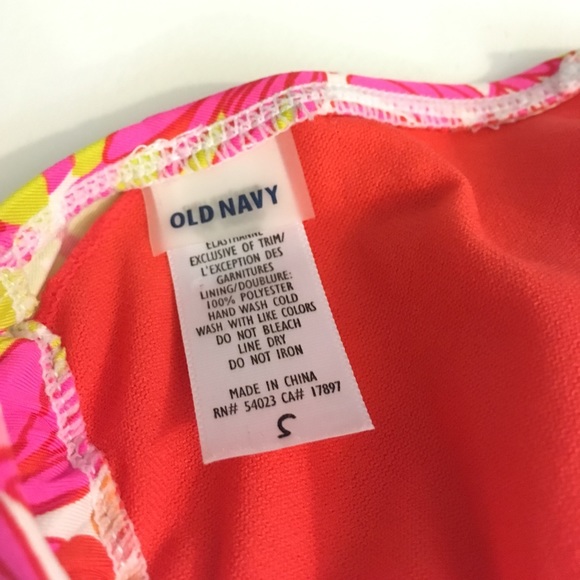 OLD NAVY
EXCLUSIVE OF TRIM/
L'EXCEPTION DES
GARNITURES
LINING/DOUBLURE:
100% POLYESTER
HAND WASH COLD
WASH WITH LIKE COLORS
DO NOT BLEACH
LINE DRY
DO NOT IRON
MADE IN CHINA
RN# 54023 CA# 17897
S